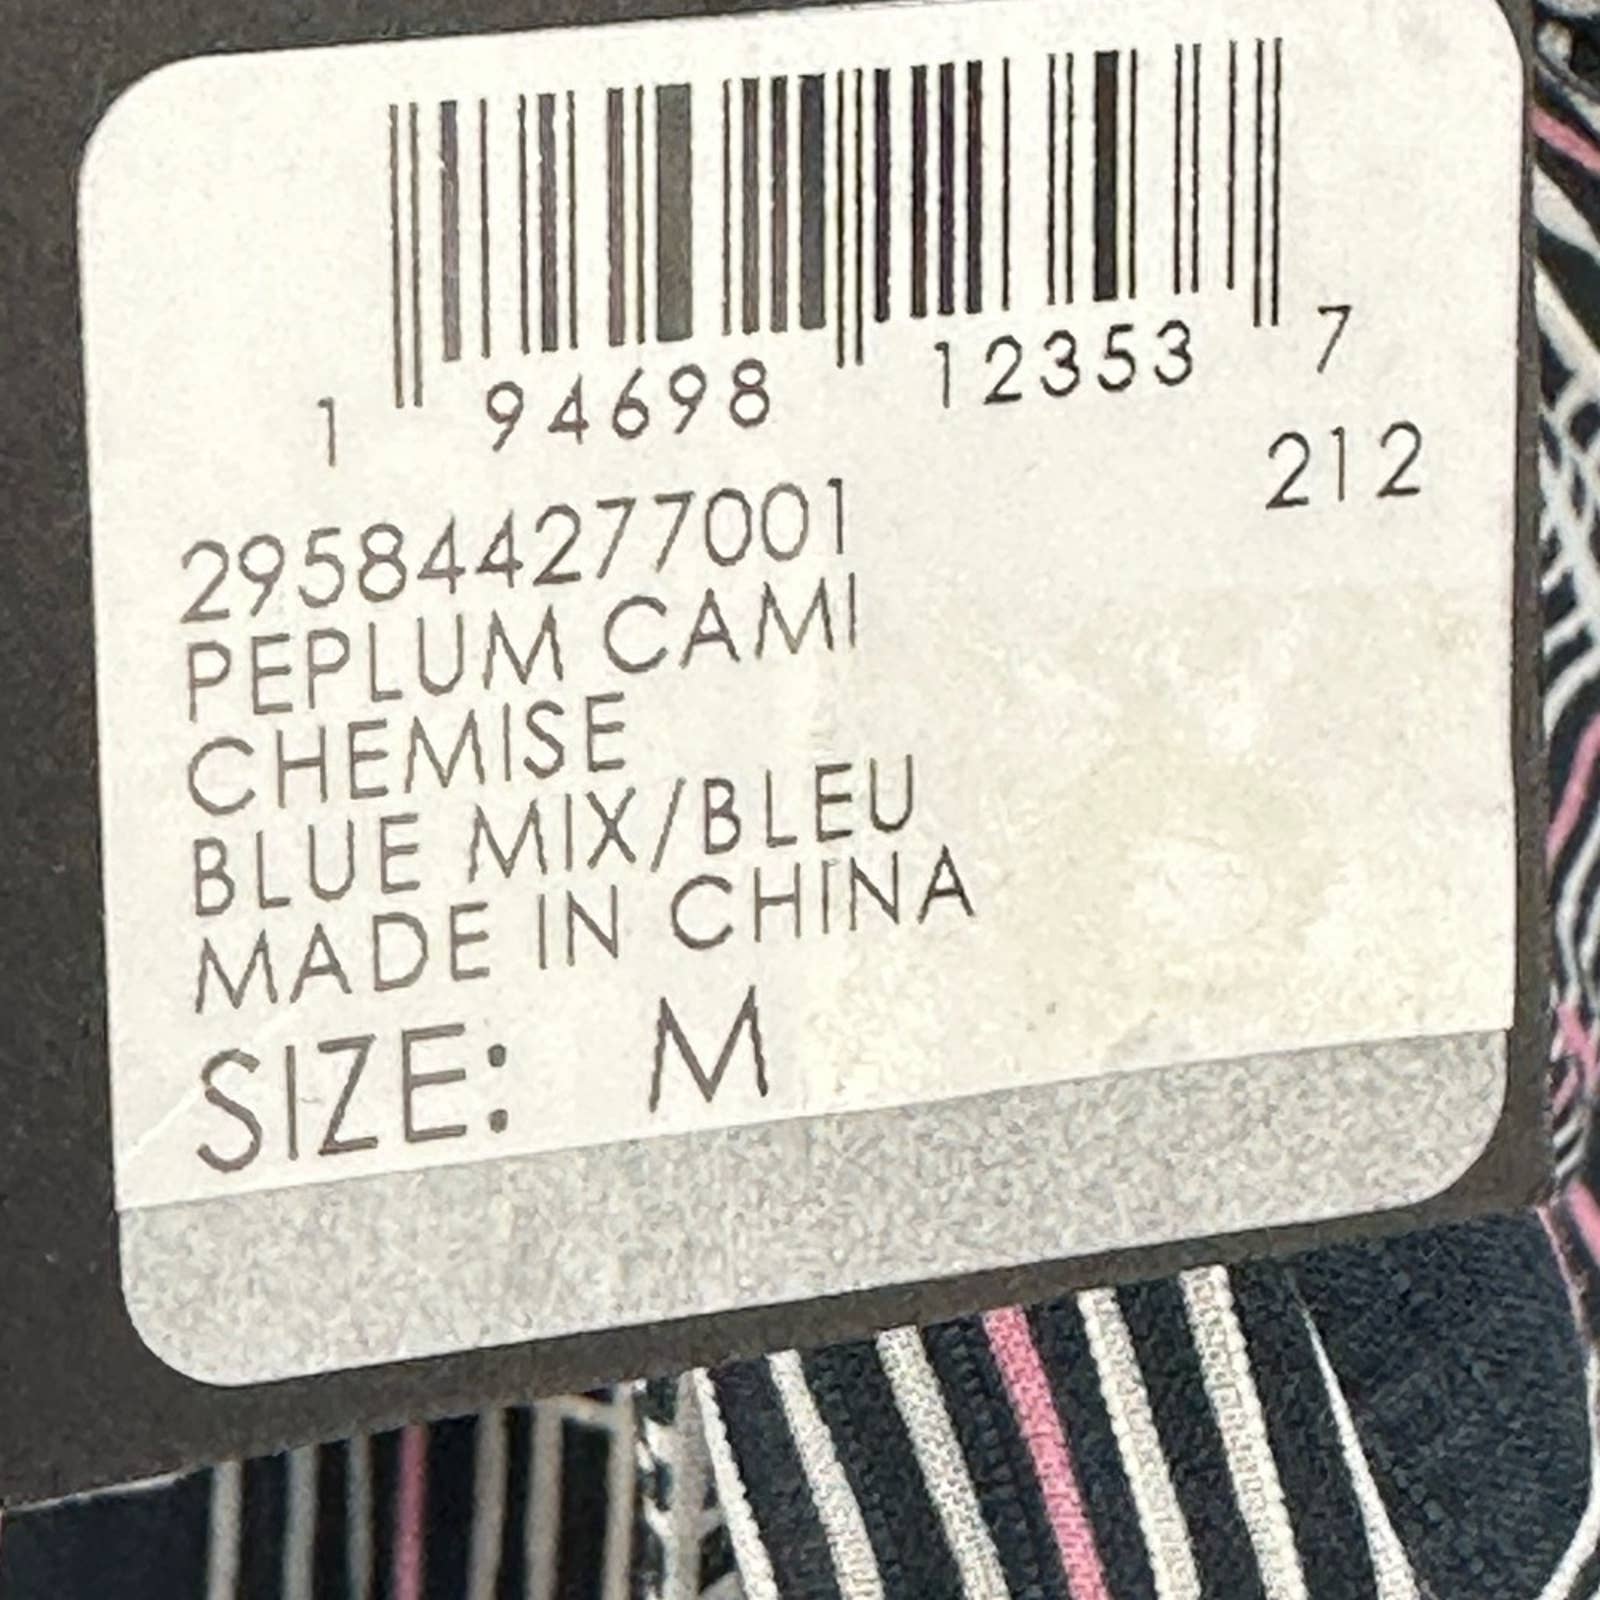 1 94698 12353 7
212
295844277001
PEPLUM CAMI
CHEMISE
BLUE MIX/BLEU
MADE IN CHINA
SIZE: M